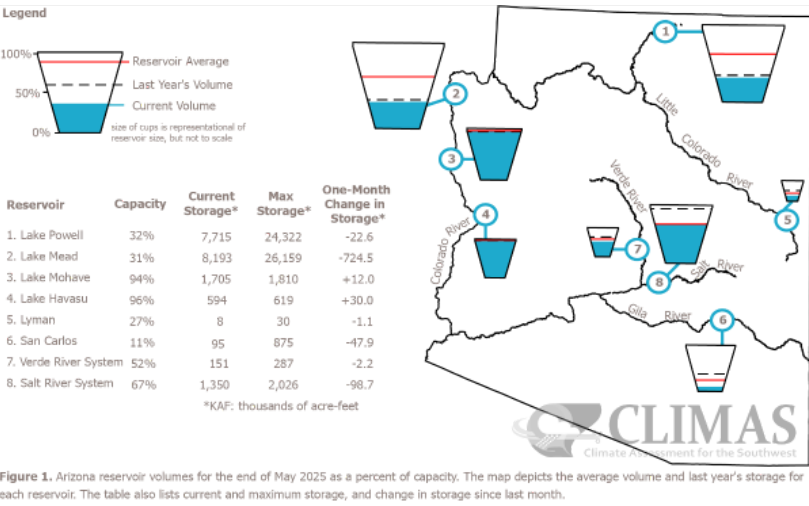 Legend
100%
50%
0%
Reservoir Average
Last Year's Volume
Current Volume
size of cups is representational of
reservoir size, but not to scale
Reservoir Capacity Current Storage* Max Storage* One-Month Change in Storage*
1. Lake Powell 32% 7,715 24,322 -22.6
2. Lake Mead 31% 8,193 26,159 -724.5
3. Lake Mohave 94% 1,705 1,810 +12.0
4. Lake Havasu 96% 594 619 +30.0
5. Lyman 27% 8 30 -1.1
6. San Carlos 11% 95 875 -47.9
7. Verde River System 52% 151 287 -2.2
8. Salt River System 67% 1,350 2,026 -98.7
*KAF: thousands of acre-feet
1
2
3
4
5
6
7
8
Little Colorado River
Verde River
Colorado River
Salt River
Gila River
CLIMAS
Climate Assessment for the Southwest
Figure 1. Arizona reservoir volumes for the end of May 2025 as a percent of capacity. The map depicts the average volume and last year's storage for
each reservoir. The table also lists current and maximum storage, and change in storage since last month.